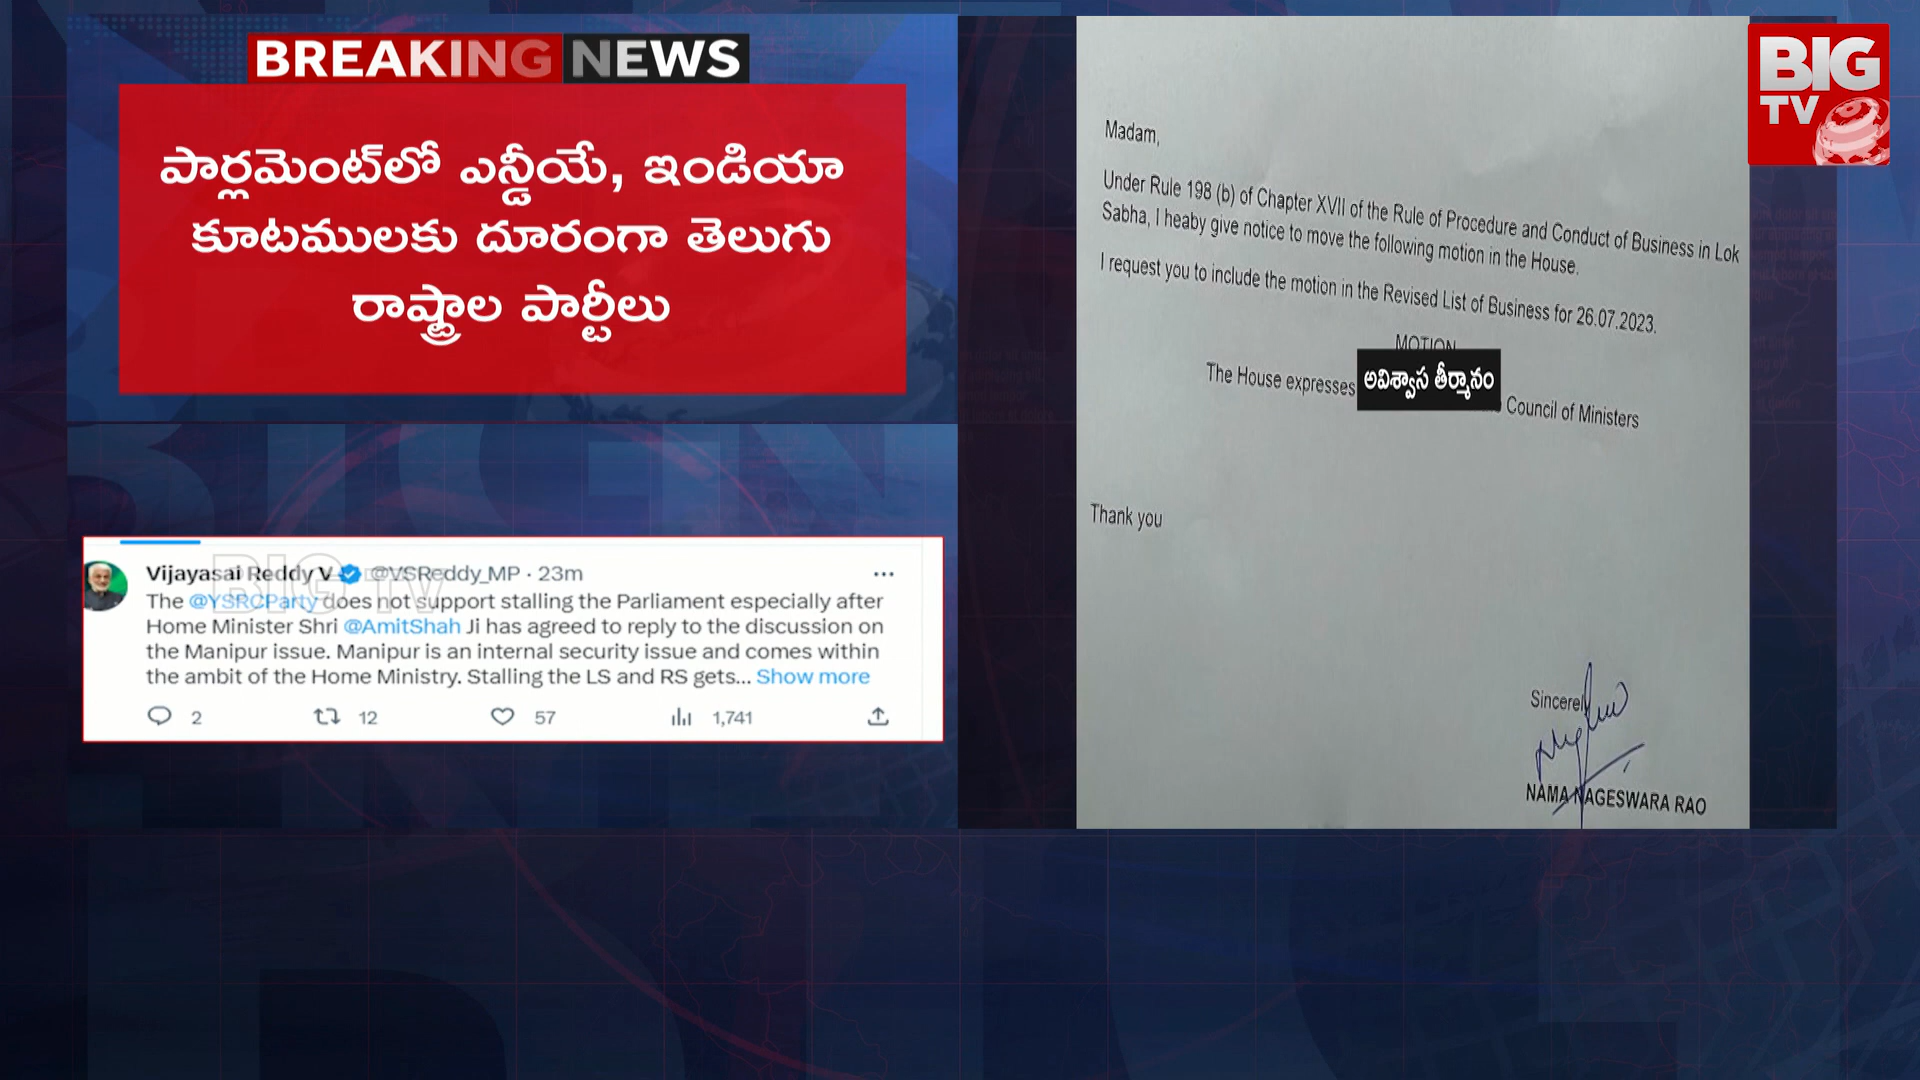 BREAKING NEWS
పార్లమెంట్‌లో ఎన్డీయే, ఇండియా
కూటములకు దూరంగా తెలుగు
రాష్ట్రాల పార్టీలు
BIG TV
Vijayasai Reddy V @VSReddy_MP · 23m
The @YSRCParty does not support stalling the Parliament especially after
Home Minister Shri @AmitShah Ji has agreed to reply to the discussion on
the Manipur issue. Manipur is an internal security issue and comes within
the ambit of the Home Ministry. Stalling the LS and RS gets... Show more
2 12 57 1,741
Madam,
Under Rule 198 (b) of Chapter XVII of the Rule of Procedure and Conduct of Business in Lok
Sabha, I heaby give notice to move the following motion in the House.
I request you to include the motion in the Revised List of Business for 26.07.2023.
MOTION
The House expresses అవిశ్వాస తీర్మానం Council of Ministers
Thank you
Sincerely
NAMA NAGESWARA RAO
BIG
TV